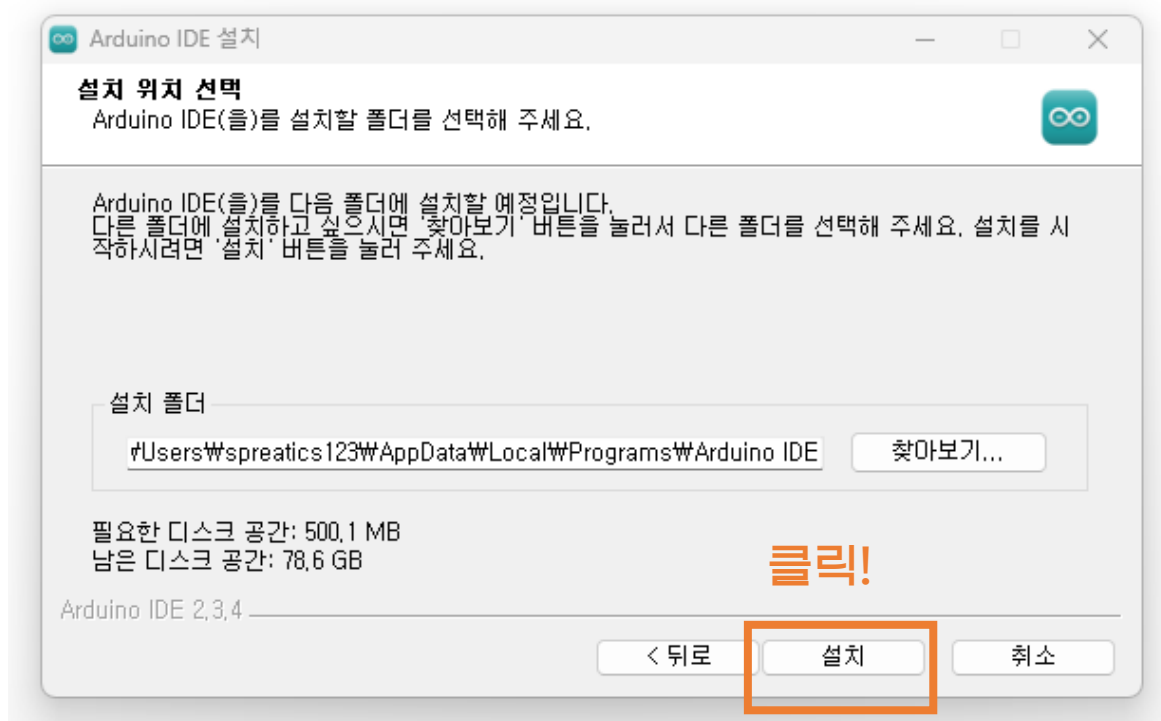 Arduino IDE 설치
설치 위치 선택
Arduino IDE(을)를 설치할 폴더를 선택해 주세요.
Arduino IDE(을)를 다음 폴더에 설치할 예정입니다.
다른 폴더에 설치하고 싶으시면 '찾아보기' 버튼을 눌러서 다른 폴더를 선택해 주세요. 설치를 시
작하시려면 '설치' 버튼을 눌러 주세요.
설치 폴더
₩Users₩spreatics123₩AppData₩Local₩Programs₩Arduino IDE
찾아보기...
필요한 디스크 공간: 500.1 MB
남은 디스크 공간: 78.6 GB
클릭!
Arduino IDE 2.3.4
< 뒤로
설치
취소